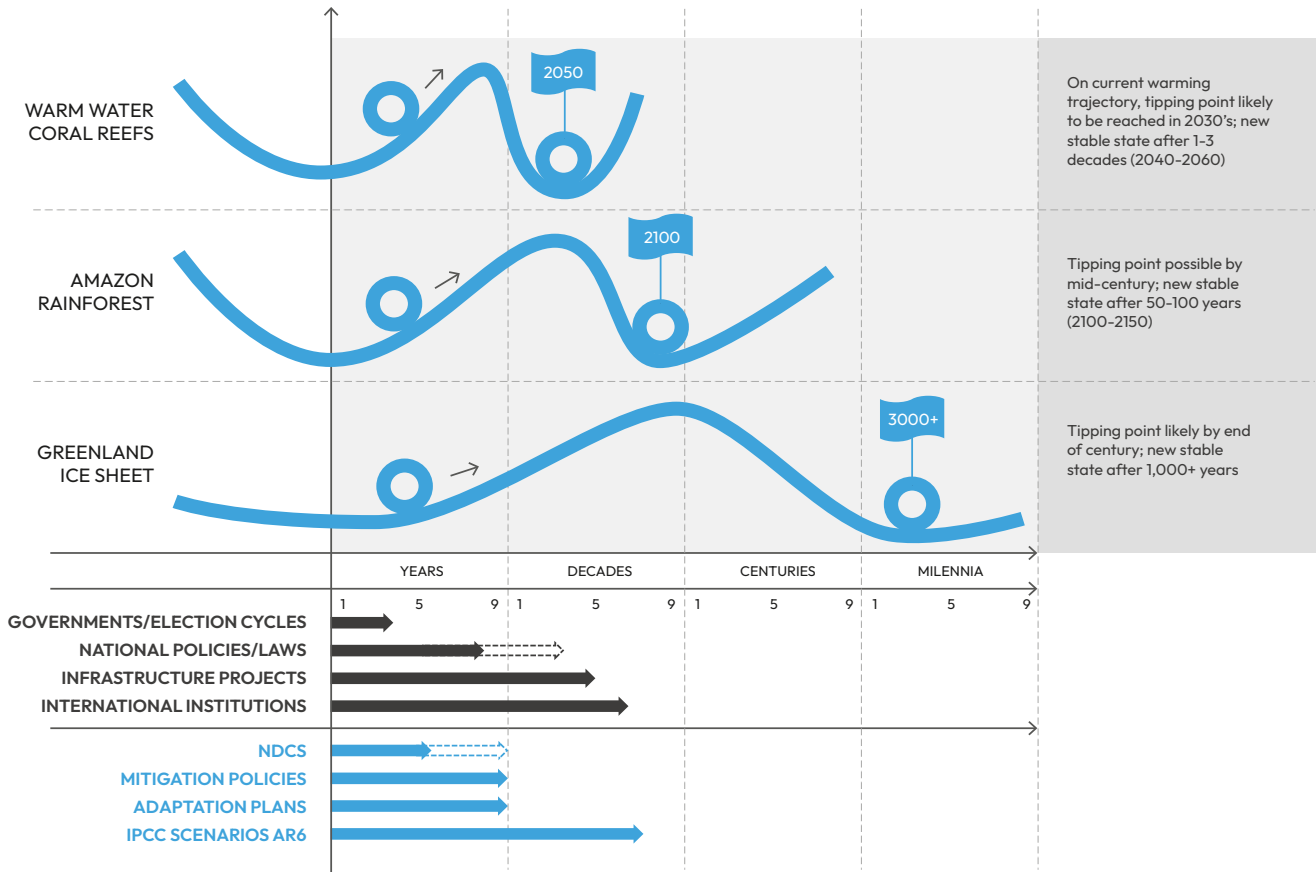 WARM WATER
CORAL REEFS
2050
On current warming
trajectory, tipping point likely
to be reached in 2030's; new
stable state after 1-3
decades (2040-2060)
AMAZON
RAINFOREST
2100
Tipping point possible by
mid-century; new stable
state after 50-100 years
(2100-2150)
GREENLAND
ICE SHEET
3000+
Tipping point likely by end
of century; new stable
state after 1,000+ years
YEARS DECADES CENTURIES MILENNIA
1 5 9 1 5 9 1 5 9 1 5 9
GOVERNMENTS/ELECTION CYCLES
NATIONAL POLICIES/LAWS
INFRASTRUCTURE PROJECTS
INTERNATIONAL INSTITUTIONS
NDCS
MITIGATION POLICIES
ADAPTATION PLANS
IPCC SCENARIOS AR6